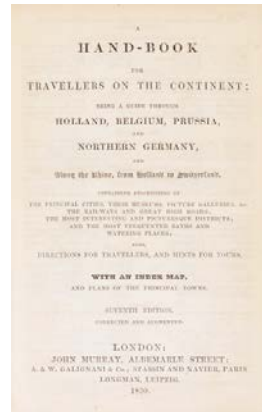 A
HAND-BOOK
FOR
TRAVELLERS ON THE CONTINENT:
BEING A GUIDE THROUGH
HOLLAND, BELGIUM, PRUSSIA,
AND
NORTHERN GERMANY,
AND
Along the Rhine, from Holland to Switzerland.
CONTAINING DESCRIPTIONS OF
THE PRINCIPAL CITIES, THEIR MUSEUMS, PICTURE GALLERIES, &c.
THE RAILWAYS AND GREAT HIGH ROADS;
THE MOST INTERESTING AND PICTURESQUE DISTRICTS;
AND THE MOST FREQUENTED BATHS AND
WATERING PLACES;
ALSO,
DIRECTIONS FOR TRAVELLERS, AND HINTS FOR TOURS.
WITH AN INDEX MAP,
AND PLANS OF THE PRINCIPAL TOWNS.
SEVENTH EDITION,
CORRECTED AND AUGMENTED.
LONDON:
JOHN MURRAY, ALBEMARLE STREET;
A. & W. GALIGNANI & Co.; STASSIN AND XAVIER, PARIS
LONGMAN, LEIPZIG.
1850.